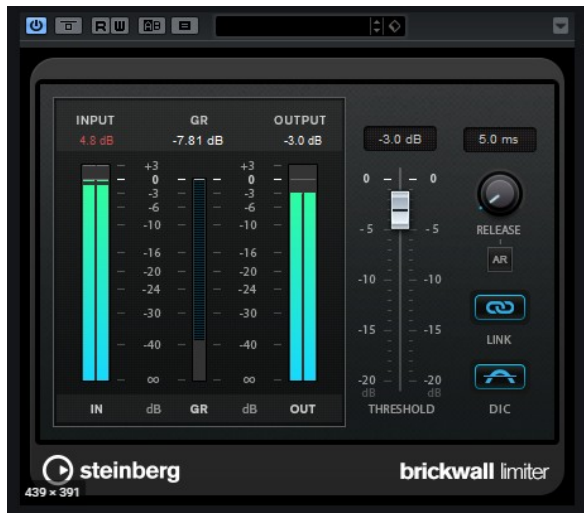 R W AB
INPUT GR OUTPUT
4.8 dB -7.81 dB -3.0 dB
-3.0 dB
5.0 ms
+3 +3
0 0
-3 -3
-6 -6
-10 -10
-16 -16
-20 -20
-24 -24
-30 -30
-40 -40
∞ ∞
IN dB GR dB OUT
0 0
-5 -5
-10 -10
-15 -15
-20 -20
dB dB
THRESHOLD
RELEASE
AR
LINK
DIC
steinberg
brickwall limiter
439 × 391